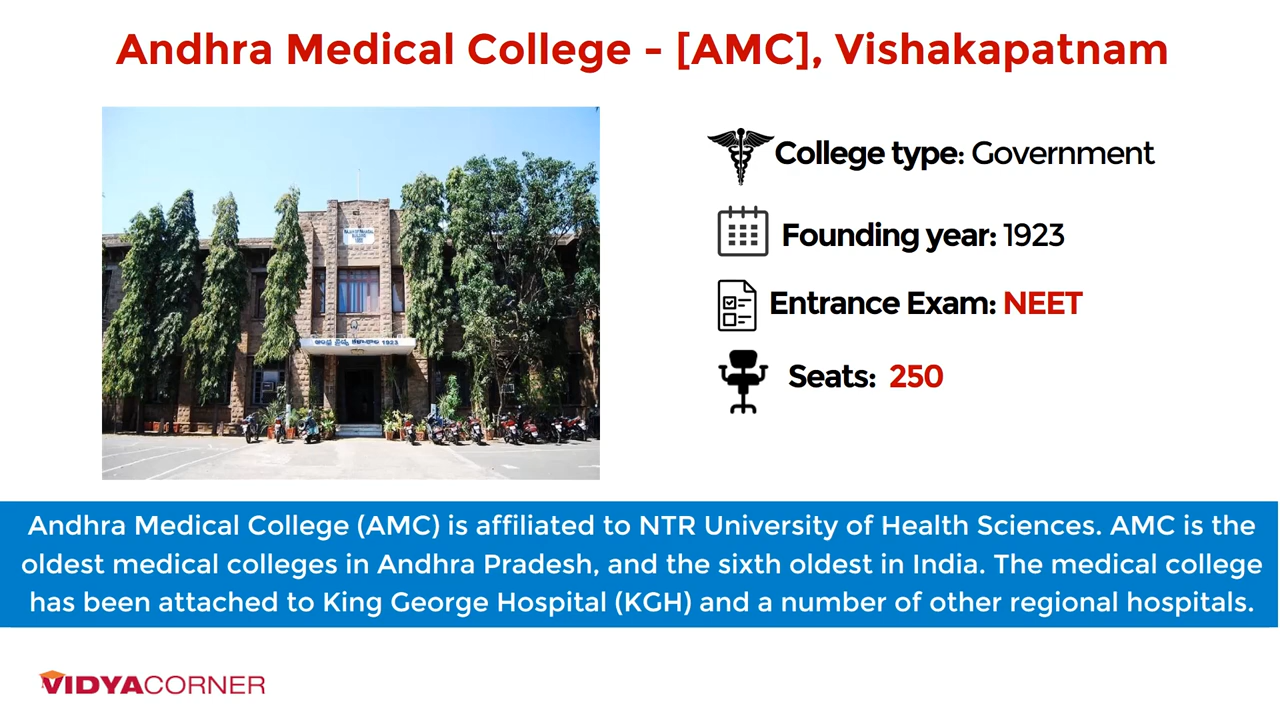 Andhra Medical College - [AMC], Vishakapatnam
College type: Government
Founding year: 1923
Entrance Exam: NEET
Seats: 250
ఆంధ్ర వైద్య కళాశాల 1923
Andhra Medical College (AMC) is affiliated to NTR University of Health Sciences. AMC is the
oldest medical colleges in Andhra Pradesh, and the sixth oldest in India. The medical college
has been attached to King George Hospital (KGH) and a number of other regional hospitals.
VIDYACORNER